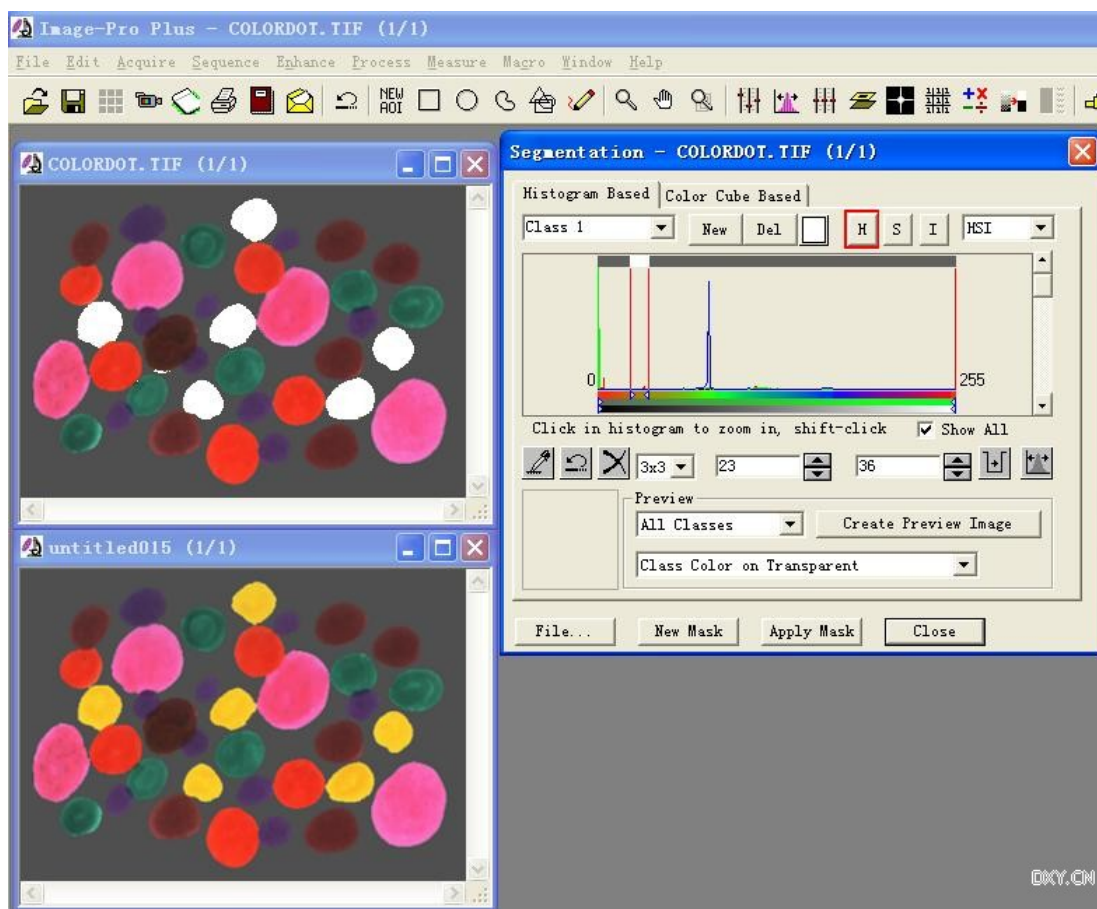 Image-Pro Plus - COLORDOT.TIF (1/1)
File Edit Acquire Sequence Enhance Process Measure Macro Window Help
NEW AOI
COLORDOT.TIF (1/1)
Segmentation - COLORDOT.TIF (1/1)
Histogram Based Color Cube Based
Class 1 New Del H S I HSI
0 255
Click in histogram to zoom in, shift-click Show All
3x3 23 36
Preview
All Classes Create Preview Image
Class Color on Transparent
File... New Mask Apply Mask Close
untitled015 (1/1)
DXY.CN